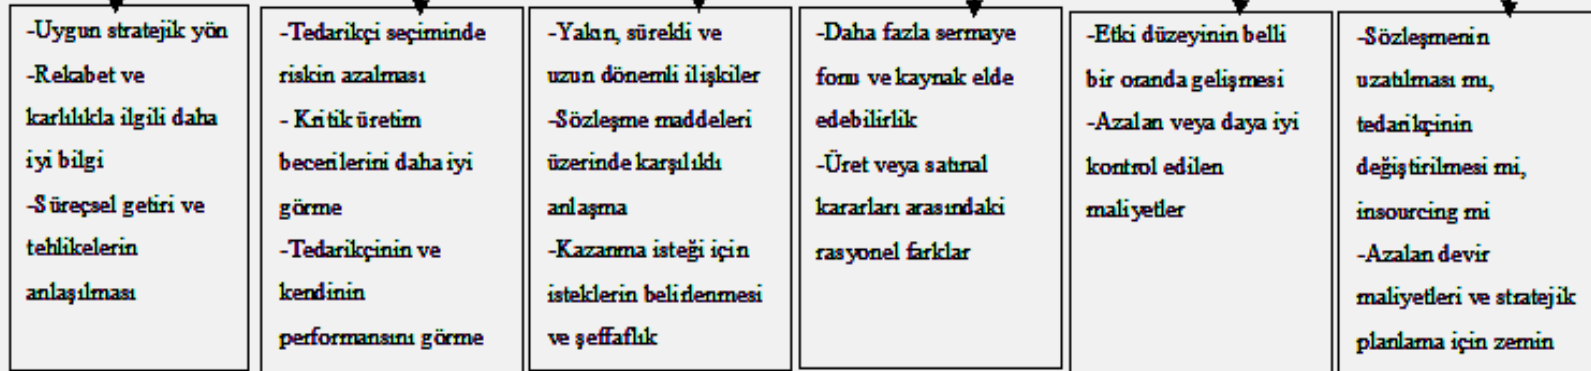 -Uygun stratejik yön
-Rekabet ve
karlılıkla ilgili daha
iyi bilgi
-Süreçsel getiri ve
tehlikelerin
anlaşılması
-Tedarikçi seçiminde
riskin azalması
- Kritik üretim
becerilerini daha iyi
görme
-Tedarikçinin ve
kendinin
performansını görme
-Yakın, sürekli ve
uzun dönemli ilişkiler
-Sözleşme maddeleri
üzerinde karşılıklı
anlaşma
-Kazanma isteği için
isteklerin belirlenmesi
ve şeffaflık
-Daha fazla sermaye
fonu ve kaynak elde
edebilirlik
-Üret veya satınal
kararları arasındaki
rasyonel farklar
-Etki düzeyinin belli
bir oranda gelişmesi
-Azalan veya daya iyi
kontrol edilen
maliyetler
-Sözleşmenin
uzatılması mı,
tedarikçinin
değiştirilmesi mi,
insourcing mi
-Azalan devir
maliyetleri ve stratejik
planlama için zemin